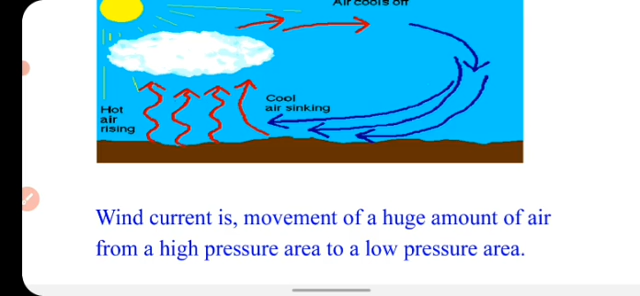 Air cools off
Cool
air sinking
Hot
air
rising
Wind current is, movement of a huge amount of air
from a high pressure area to a low pressure area.